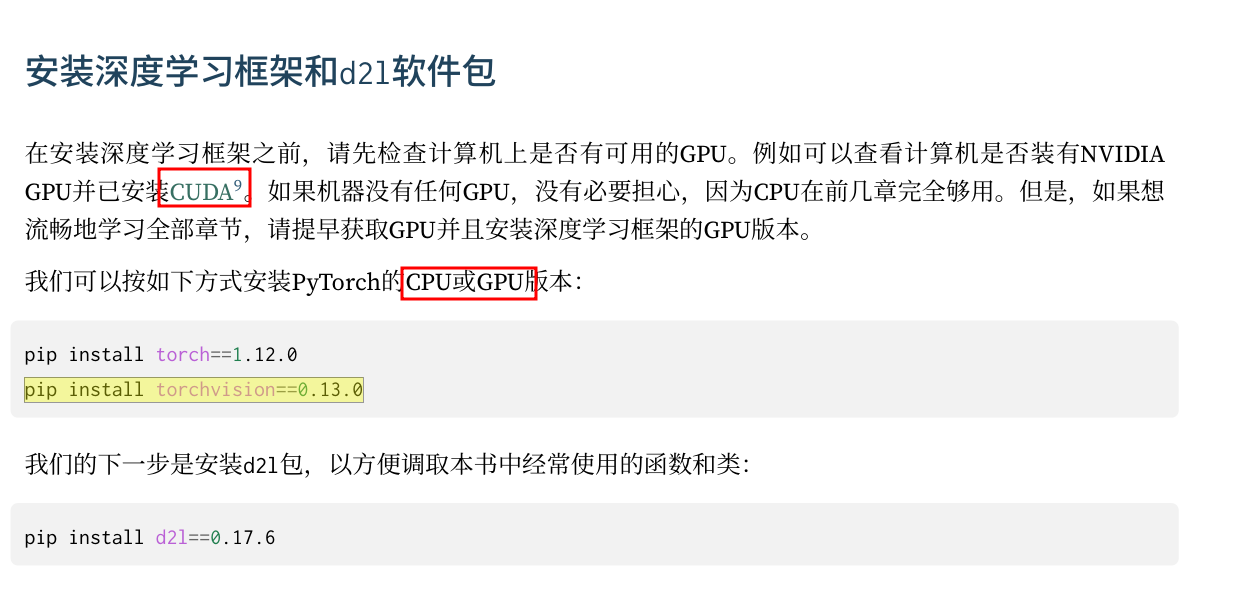 安装深度学习框架和d2l软件包
在安装深度学习框架之前，请先检查计算机上是否有可用的GPU。例如可以查看计算机是否装有NVIDIA
GPU并已安装CUDA⁹。如果机器没有任何GPU，没有必要担心，因为CPU在前几章完全够用。但是，如果想
流畅地学习全部章节，请提早获取GPU并且安装深度学习框架的GPU版本。
我们可以按如下方式安装PyTorch的CPU或GPU版本：
pip install torch==1.12.0
pip install torchvision==0.13.0
我们的下一步是安装d2l包，以方便调取本书中经常使用的函数和类：
pip install d2l==0.17.6